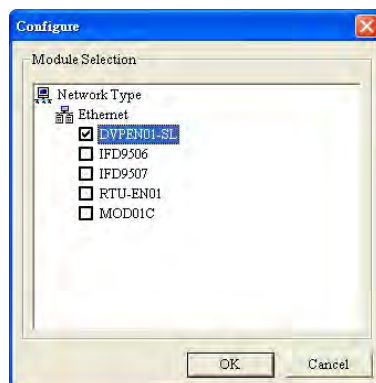 Configure
Module Selection
Network Type
Ethernet
DVPEN01-SL
IFD9506
IFD9507
RTU-EN01
MOD01C
OK Cancel